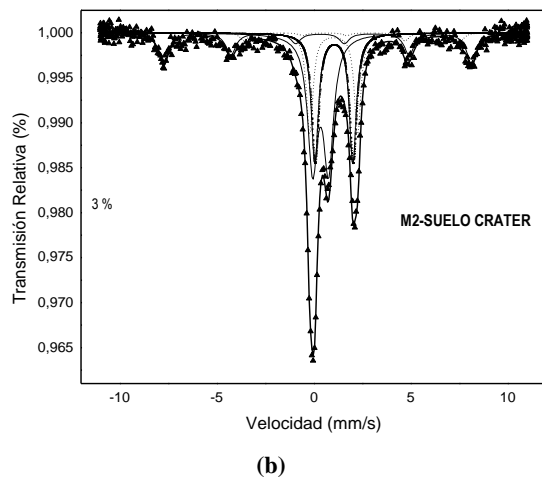 1,000
0,995
0,990
0,985
0,980
0,975
0,970
0,965
Transmisión Relativa (%)
3 %
M2-SUELO CRATER
-10 -5 0 5 10
Velocidad (mm/s)
(b)